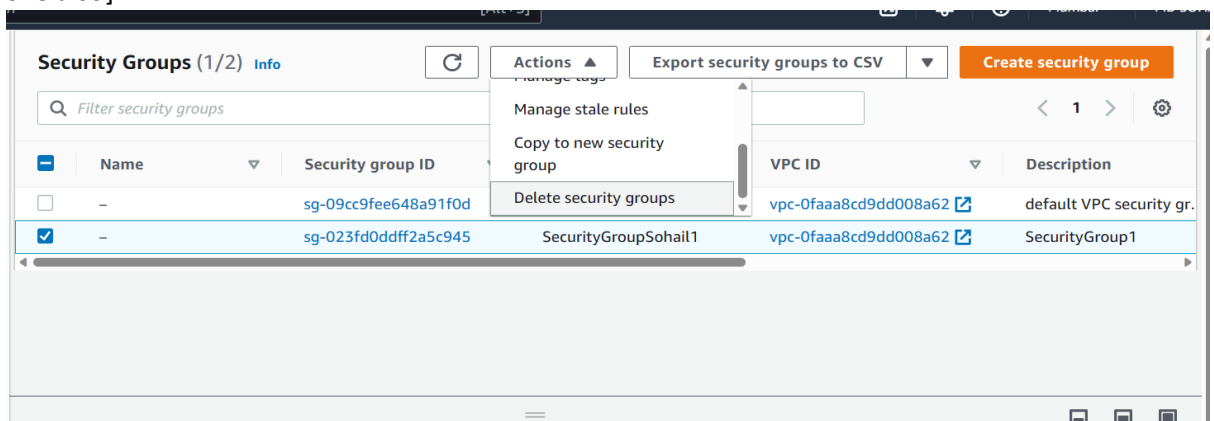 Security Groups (1/2) Info
Actions
Export security groups to CSV
Create security group
Manage tags
Filter security groups
Manage stale rules
1
Copy to new security
group
Delete security groups
Name
Security group ID
VPC ID
Description
–
sg-09cc9fee648a91f0d
vpc-0faaa8cd9dd008a62
default VPC security gr.
–
sg-023fd0ddff2a5c945
SecurityGroupSohail1
vpc-0faaa8cd9dd008a62
SecurityGroup1